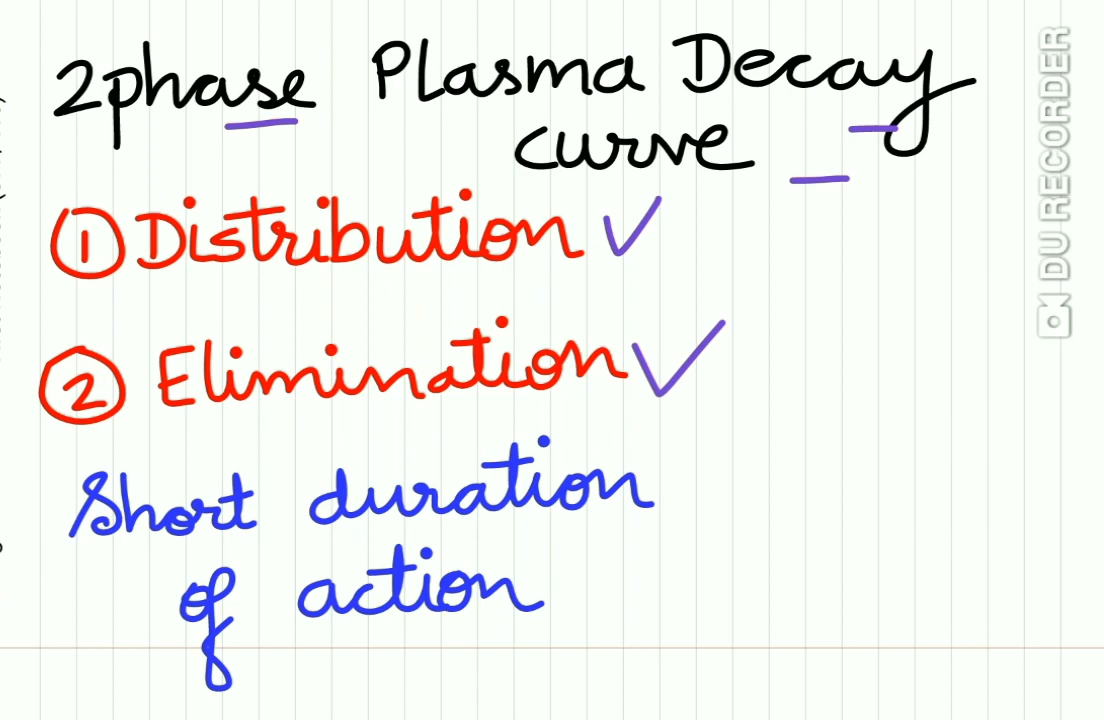 2phase Plasma Decay
curve
① Distribution ✓
② Elimination ✓
Short duration
of action
DU RECORDER